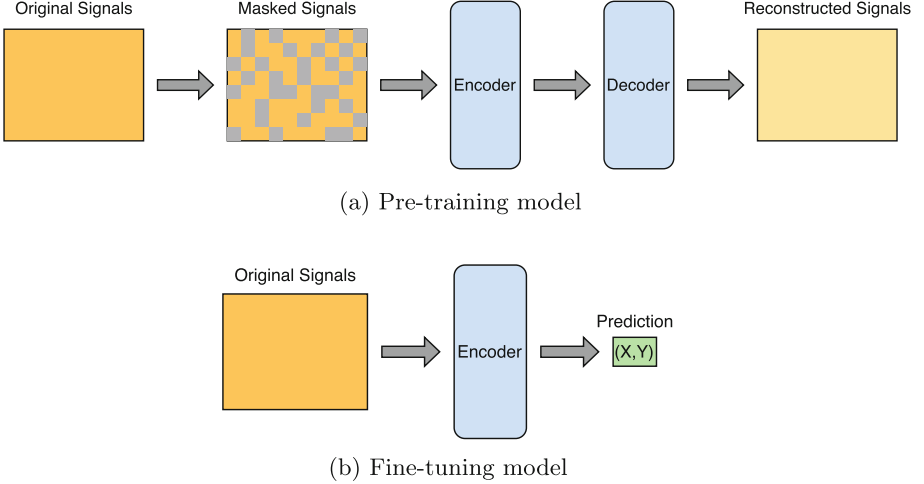 Original Signals
Masked Signals
Reconstructed Signals
Encoder
Decoder
(a) Pre-training model
Original Signals
Encoder
Prediction
(X,Y)
(b) Fine-tuning model